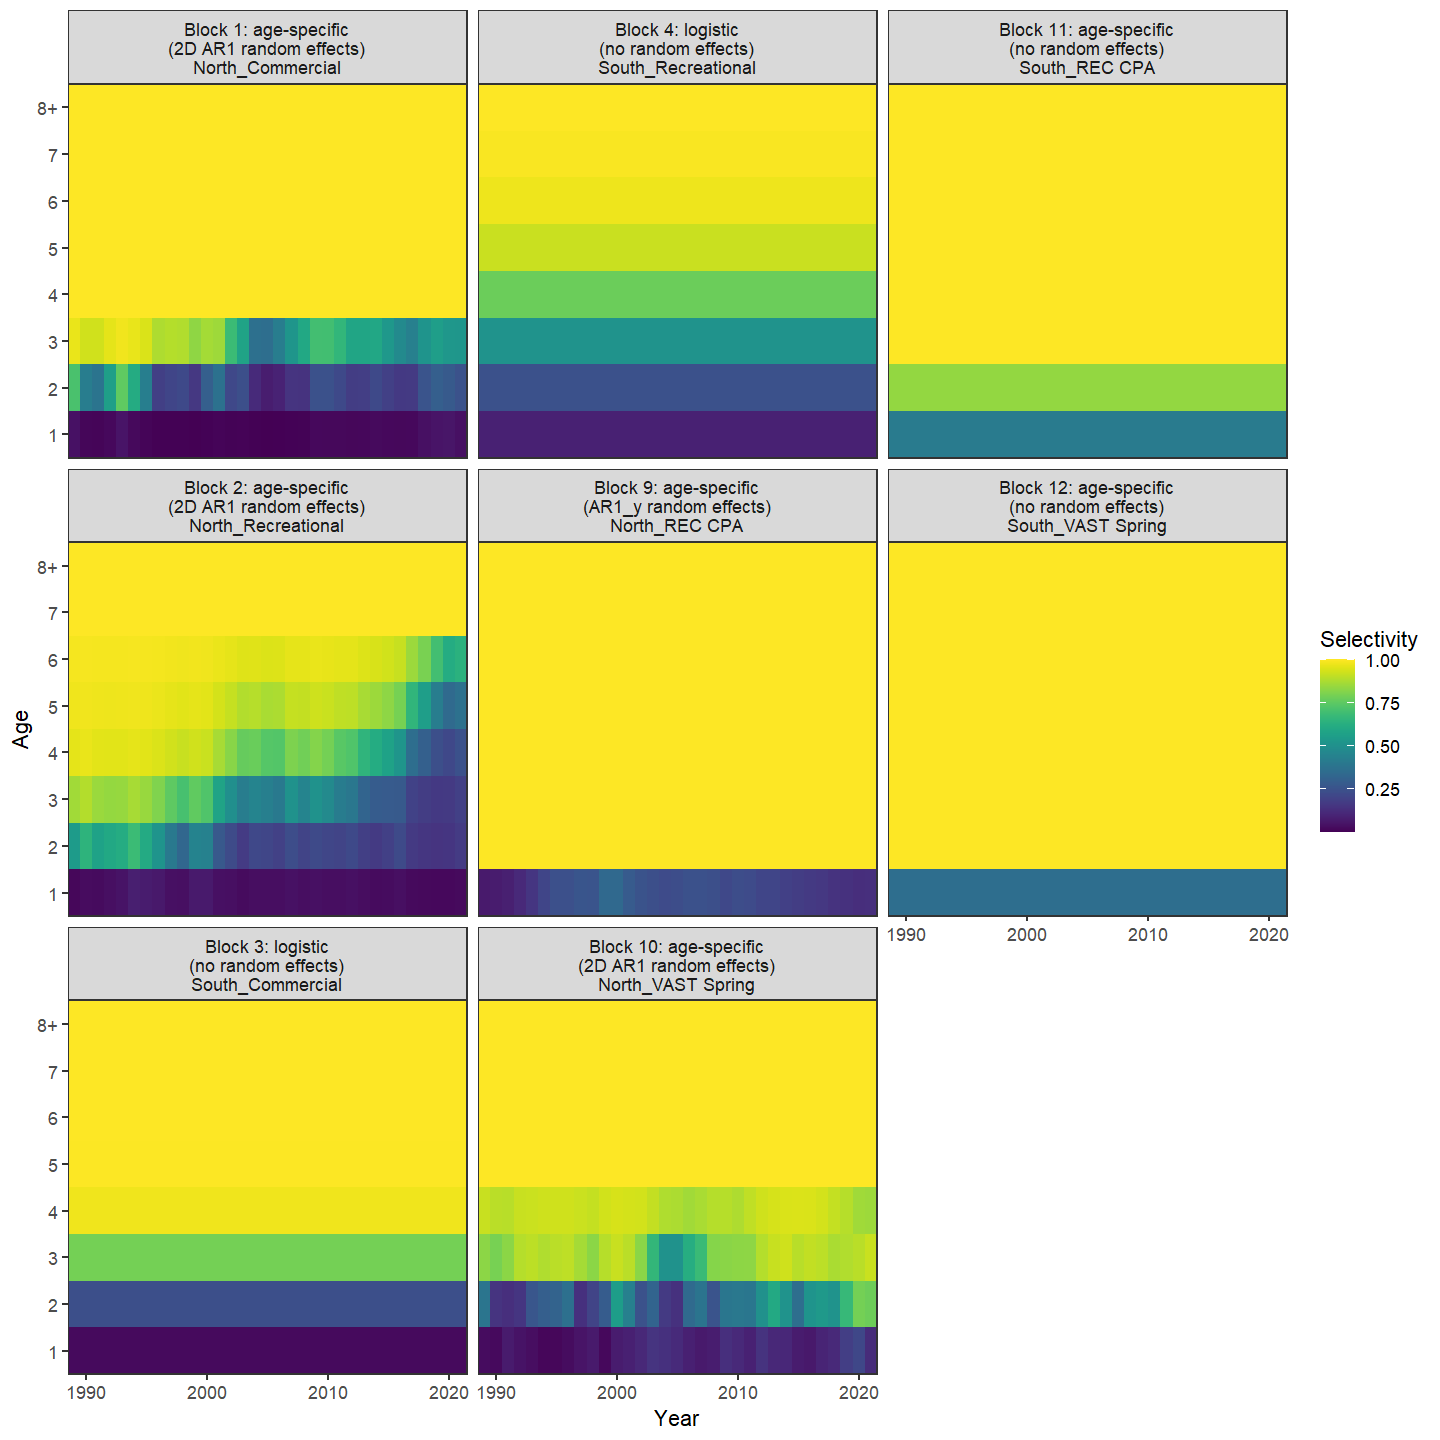 Block 1: age-specific
(2D AR1 random effects)
North_Commercial
Block 4: logistic
(no random effects)
South_Recreational
Block 11: age-specific
(no random effects)
South_REC CPA
8+
7
6
5
4
3
2
1
Block 2: age-specific
(2D AR1 random effects)
North_Recreational
Block 9: age-specific
(AR1_y random effects)
North_REC CPA
Block 12: age-specific
(no random effects)
South_VAST Spring
8+
7
6
5
4
3
2
1
1990 2000 2010 2020
Block 3: logistic
(no random effects)
South_Commercial
Block 10: age-specific
(2D AR1 random effects)
North_VAST Spring
8+
7
6
5
4
3
2
1
1990 2000 2010 2020
1990 2000 2010 2020
Age
Year
Selectivity
1.00
0.75
0.50
0.25